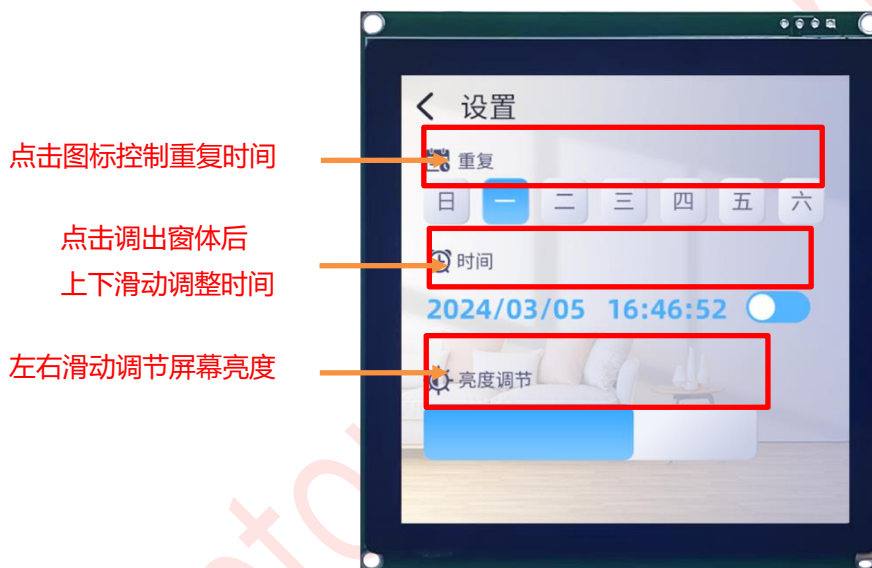 设置
点击图标控制重复时间
重复
日 一 二 三 四 五 六
点击调出窗体后
上下滑动调整时间
时间
2024/03/05 16:46:52
左右滑动调节屏幕亮度
亮度调节